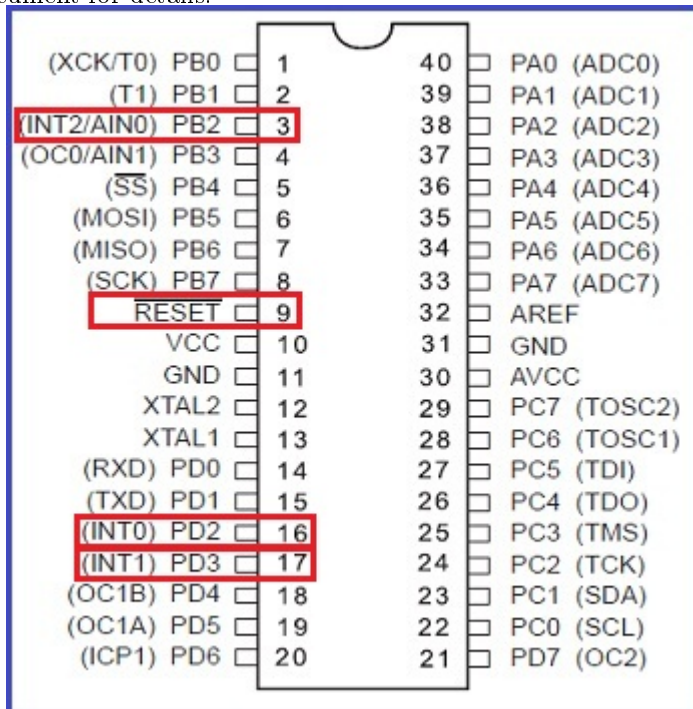 (XCK/T0) PB0 1 40 PA0 (ADC0)
(T1) PB1 2 39 PA1 (ADC1)
(INT2/AIN0) PB2 3 38 PA2 (ADC2)
(OC0/AIN1) PB3 4 37 PA3 (ADC3)
(SS) PB4 5 36 PA4 (ADC4)
(MOSI) PB5 6 35 PA5 (ADC5)
(MISO) PB6 7 34 PA6 (ADC6)
(SCK) PB7 8 33 PA7 (ADC7)
RESET 9 32 AREF
VCC 10 31 GND
GND 11 30 AVCC
XTAL2 12 29 PC7 (TOSC2)
XTAL1 13 28 PC6 (TOSC1)
(RXD) PD0 14 27 PC5 (TDI)
(TXD) PD1 15 26 PC4 (TDO)
(INT0) PD2 16 25 PC3 (TMS)
(INT1) PD3 17 24 PC2 (TCK)
(OC1B) PD4 18 23 PC1 (SDA)
(OC1A) PD5 19 22 PC0 (SCL)
(ICP1) PD6 20 21 PD7 (OC2)